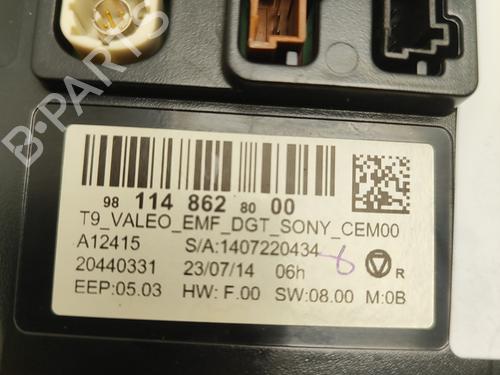 98 114 862 80 00
T9_VALEO_EMF_DGT_SONY_CEM00
A12415 S/A:1407220434
20440331 23/07/14 06h 8 R
EEP:05.03 HW: F.00 SW:08.00 M:0B
B-PARTS